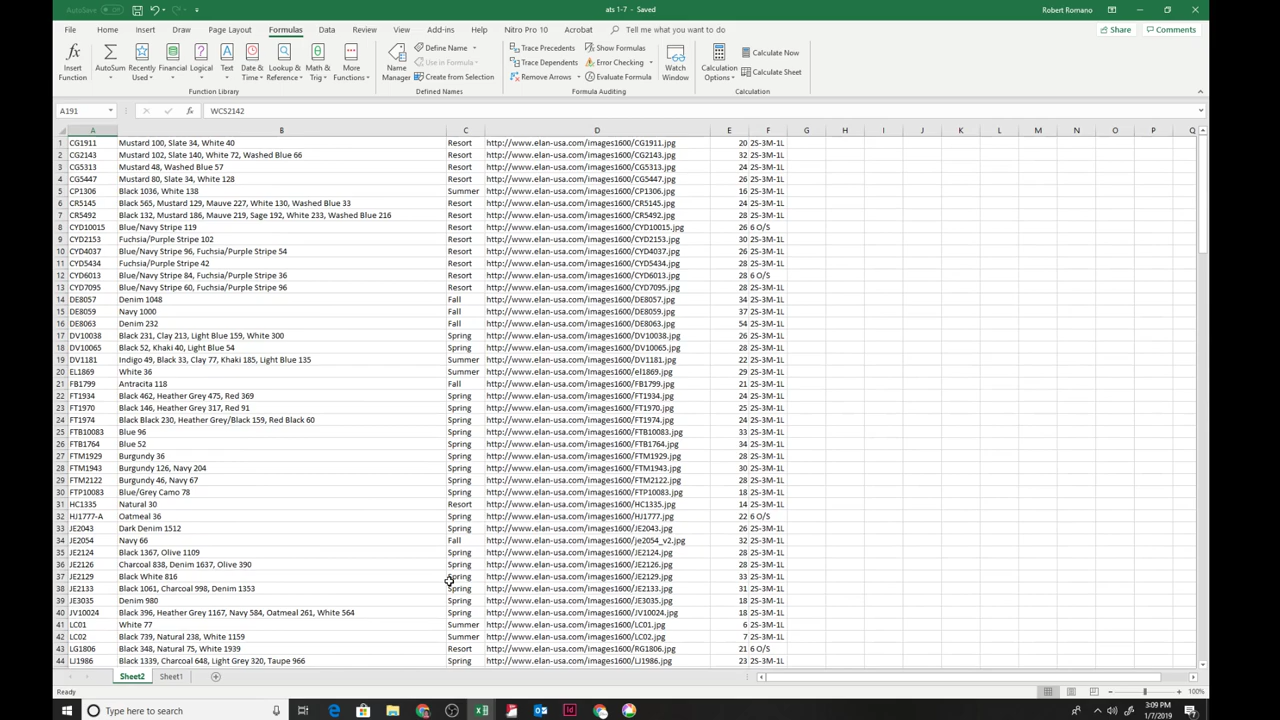 AutoSave Off ats 1-7 - Saved Robert Romano
File Home Insert Draw Page Layout Formulas Data Review View Nitro Pro 10 Help Acrobat Tell me what you want to do Share Comments
Insert Function AutoSum Recently Used Financial Logical Text Date & Time Lookup & Reference Math & Trig More Functions Name Manager Define Name Use in Formula Create from Selection Trace Precedents Trace Dependents Remove Arrows Show Formulas Error Checking Evaluate Formula Watch Window Calculation Options Calculate Now Calculate Sheet
Function Library Defined Names Formula Auditing Calculation
A191 fx WCS2142
A B C D E F G H I J K L M N O P Q
1 CG1911 Mustard 100, Slate 34, White 40 Resort http://www.elan-usa.com/images1600/CG1911.jpg 20 2S-3M-1L
2 CG2143 Mustard 102, Slate 140, White 72, Washed Blue 66 Resort http://www.elan-usa.com/images1600/CG2143.jpg 32 2S-3M-1L
3 CG5313 Mustard 48, Washed Blue 57 Resort http://www.elan-usa.com/images1600/CG5313.jpg 24 2S-3M-1L
4 CG5447 Mustard 80, Slate 34, White 128 Resort http://www.elan-usa.com/images1600/CG5447.jpg 26 2S-3M-1L
5 CP1306 Black 1036, White 138 Summer http://www.elan-usa.com/images1600/CP1306.jpg 16 2S-3M-1L
6 CR5145 Black 565, Mustard 129, Mauve 227, White 130, Washed Blue 33 Resort http://www.elan-usa.com/images1600/CR5145.jpg 24 2S-3M-1L
7 CR5492 Black 132, Mustard 186, Mauve 219, Sage 192, White 233, Washed Blue 216 Resort http://www.elan-usa.com/images1600/CR5492.jpg 28 2S-3M-1L
8 CYD10015 Blue/Navy Stripe 119 Resort http://www.elan-usa.com/images1600/CYD10015.jpg 26 6 O/S
9 CYD2153 Fuchsia/Purple Stripe 102 Resort http://www.elan-usa.com/images1600/CYD2153.jpg 30 2S-3M-1L
10 CYD4037 Blue/Navy Stripe 96, Fuchsia/Purple Stripe 54 Resort http://www.elan-usa.com/images1600/CYD4037.jpg 26 2S-3M-1L
11 CYD5434 Fuchsia/Purple Stripe 42 Resort http://www.elan-usa.com/images1600/CYD5434.jpg 28 2S-3M-1L
12 CYD6013 Blue/Navy Stripe 84, Fuchsia/Purple Stripe 36 Resort http://www.elan-usa.com/images1600/CYD6013.jpg 28 6 O/S
13 CYD7095 Blue/Navy Stripe 60, Fuchsia/Purple Stripe 96 Resort http://www.elan-usa.com/images1600/CYD7095.jpg 28 2S-3M-1L
14 DE8057 Denim 1048 Fall http://www.elan-usa.com/images1600/DE8057.jpg 34 2S-3M-1L
15 DE8059 Navy 1000 Fall http://www.elan-usa.com/images1600/DE8059.jpg 37 2S-3M-1L
16 DE8063 Denim 232 Fall http://www.elan-usa.com/images1600/DE8063.jpg 54 2S-3M-1L
17 DV10038 Black 231, Clay 213, Light Blue 159, White 300 Spring http://www.elan-usa.com/images1600/DV10038.jpg 26 2S-3M-1L
18 DV10065 Black 52, Khaki 40, Light Blue 54 Spring http://www.elan-usa.com/images1600/DV10065.jpg 28 2S-3M-1L
19 DV1181 Indigo 49, Black 33, Clay 77, Khaki 185, Light Blue 135 Summer http://www.elan-usa.com/images1600/DV1181.jpg 22 2S-3M-1L
20 EL1869 White 36 Summer http://www.elan-usa.com/images1600/el1869.jpg 29 2S-3M-1L
21 FB1799 Antracita 118 Fall http://www.elan-usa.com/images1600/FB1799.jpg 21 2S-3M-1L
22 FT1934 Black 462, Heather Grey 475, Red 369 Spring http://www.elan-usa.com/images1600/FT1934.jpg 24 2S-3M-1L
23 FT1970 Black 146, Heather Grey 317, Red 91 Spring http://www.elan-usa.com/images1600/FT1970.jpg 25 2S-3M-1L
24 FT1974 Black Black 230, Heather Grey/Black 159, Red Black 60 Spring http://www.elan-usa.com/images1600/FT1974.jpg 24 2S-3M-1L
25 FTB10083 Blue 96 Spring http://www.elan-usa.com/images1600/FTB10083.jpg 33 2S-3M-1L
26 FTB1764 Blue 52 Spring http://www.elan-usa.com/images1600/FTB1764.jpg 34 2S-3M-1L
27 FTM1929 Burgundy 36 Spring http://www.elan-usa.com/images1600/FTM1929.jpg 28 2S-3M-1L
28 FTM1943 Burgundy 126, Navy 204 Spring http://www.elan-usa.com/images1600/FTM1943.jpg 30 2S-3M-1L
29 FTM2122 Burgundy 46, Navy 67 Spring http://www.elan-usa.com/images1600/FTM2122.jpg 28 2S-3M-1L
30 FTP10083 Blue/Grey Camo 78 Spring http://www.elan-usa.com/images1600/FTP10083.jpg 18 2S-3M-1L
31 HC1335 Natural 30 Resort http://www.elan-usa.com/images1600/HC1335.jpg 14 2S-3M-1L
32 HJ1777-A Oatmeal 36 Spring http://www.elan-usa.com/images1600/HJ1777.jpg 22 6 O/S
33 JE2043 Dark Denim 1512 Spring http://www.elan-usa.com/images1600/JE2043.jpg 26 2S-3M-1L
34 JE2054 Navy 66 Fall http://www.elan-usa.com/images1600/je2054_v2.jpg 32 2S-3M-1L
35 JE2124 Black 1367, Olive 1109 Spring http://www.elan-usa.com/images1600/JE2124.jpg 28 2S-3M-1L
36 JE2126 Charcoal 838, Denim 1637, Olive 390 Spring http://www.elan-usa.com/images1600/JE2126.jpg 28 2S-3M-1L
37 JE2129 Black White 816 Spring http://www.elan-usa.com/images1600/JE2129.jpg 33 2S-3M-1L
38 JE2133 Black 1061, Charcoal 998, Denim 1353 Spring http://www.elan-usa.com/images1600/JE2133.jpg 31 2S-3M-1L
39 JE3035 Denim 980 Spring http://www.elan-usa.com/images1600/JE3035.jpg 18 2S-3M-1L
40 JV10024 Black 396, Heather Grey 1167, Navy 584, Oatmeal 261, White 564 Spring http://www.elan-usa.com/images1600/JV10024.jpg 18 2S-3M-1L
41 LC01 White 77 Summer http://www.elan-usa.com/images1600/LC01.jpg 6 2S-3M-1L
42 LC02 Black 739, Natural 238, White 1159 Summer http://www.elan-usa.com/images1600/LC02.jpg 7 2S-3M-1L
43 LG1806 Black 348, Natural 75, White 1939 Resort http://www.elan-usa.com/images1600/RG1806.jpg 21 6 O/S
44 LJ1986 Black 1339, Charcoal 648, Light Grey 320, Taupe 966 Spring http://www.elan-usa.com/images1600/LJ1986.jpg 23 2S-3M-1L
Sheet2 Sheet1
Ready 100%
Type here to search 3:09 PM
1/7/2019